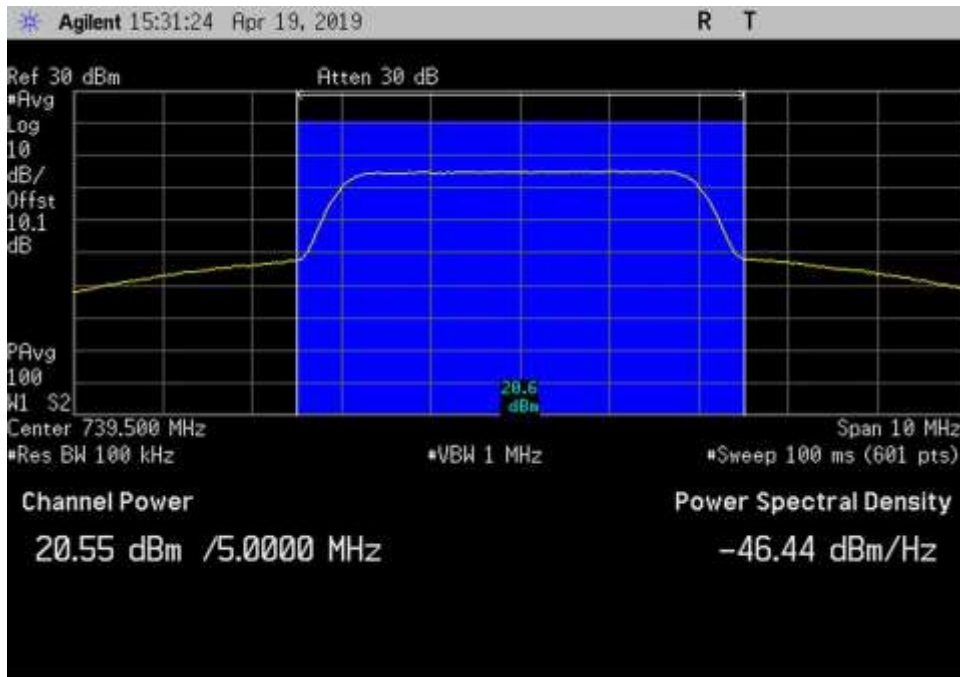 Agilent 15:31:24 Apr 19, 2019 R T
Ref 30 dBm Atten 30 dB
#Avg
Log
10
dB/
Offst
10.1
dB
PAvg
100
W1 S2
20.6
dBm
Center 739.500 MHz Span 10 MHz
#Res BW 100 kHz #VBW 1 MHz #Sweep 100 ms (601 pts)
Channel Power Power Spectral Density
20.55 dBm /5.0000 MHz -46.44 dBm/Hz